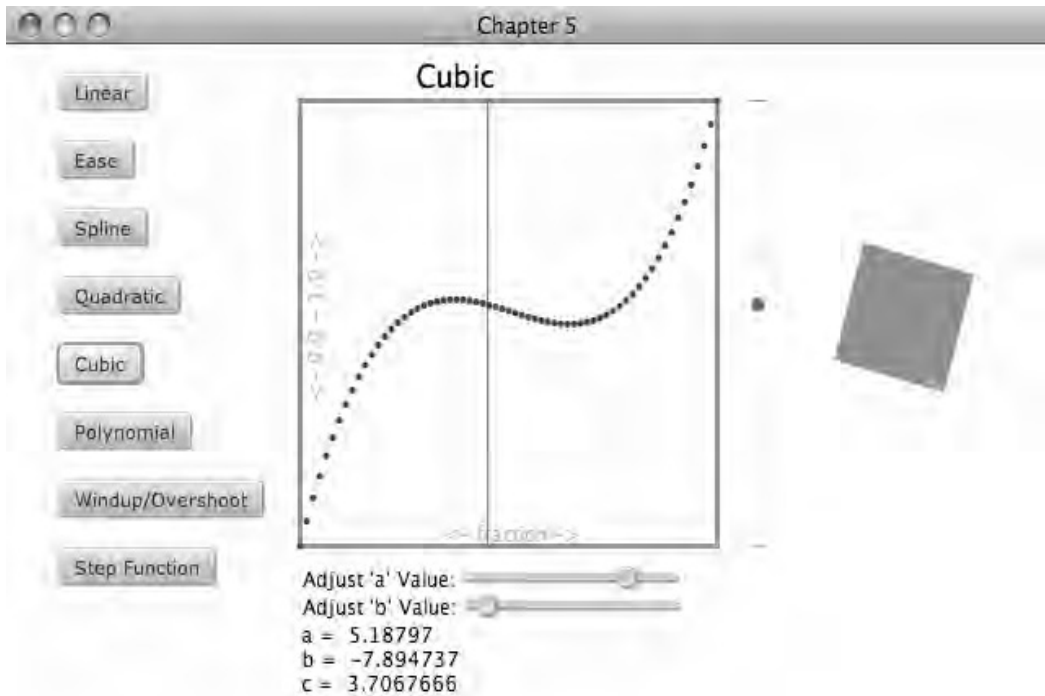 Chapter 5
Linear
Ease
Spline
Quadratic
Cubic
Polynomial
Windup/Overshoot
Step Function
Cubic
<-- fraction -->
Adjust 'a' Value:
Adjust 'b' Value:
a = 5.18797
b = -7.894737
c = 3.7067666